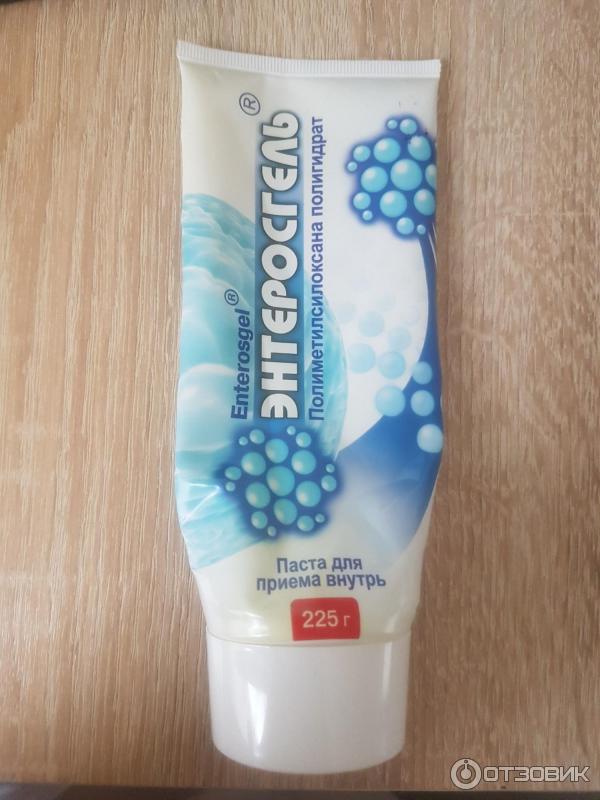 Enterosgel®
ЭНТЕРОСГЕЛЬ®
Полиметилсилоксана полигидрат
Паста для
приема внутрь
225 г
ОТЗОВИК